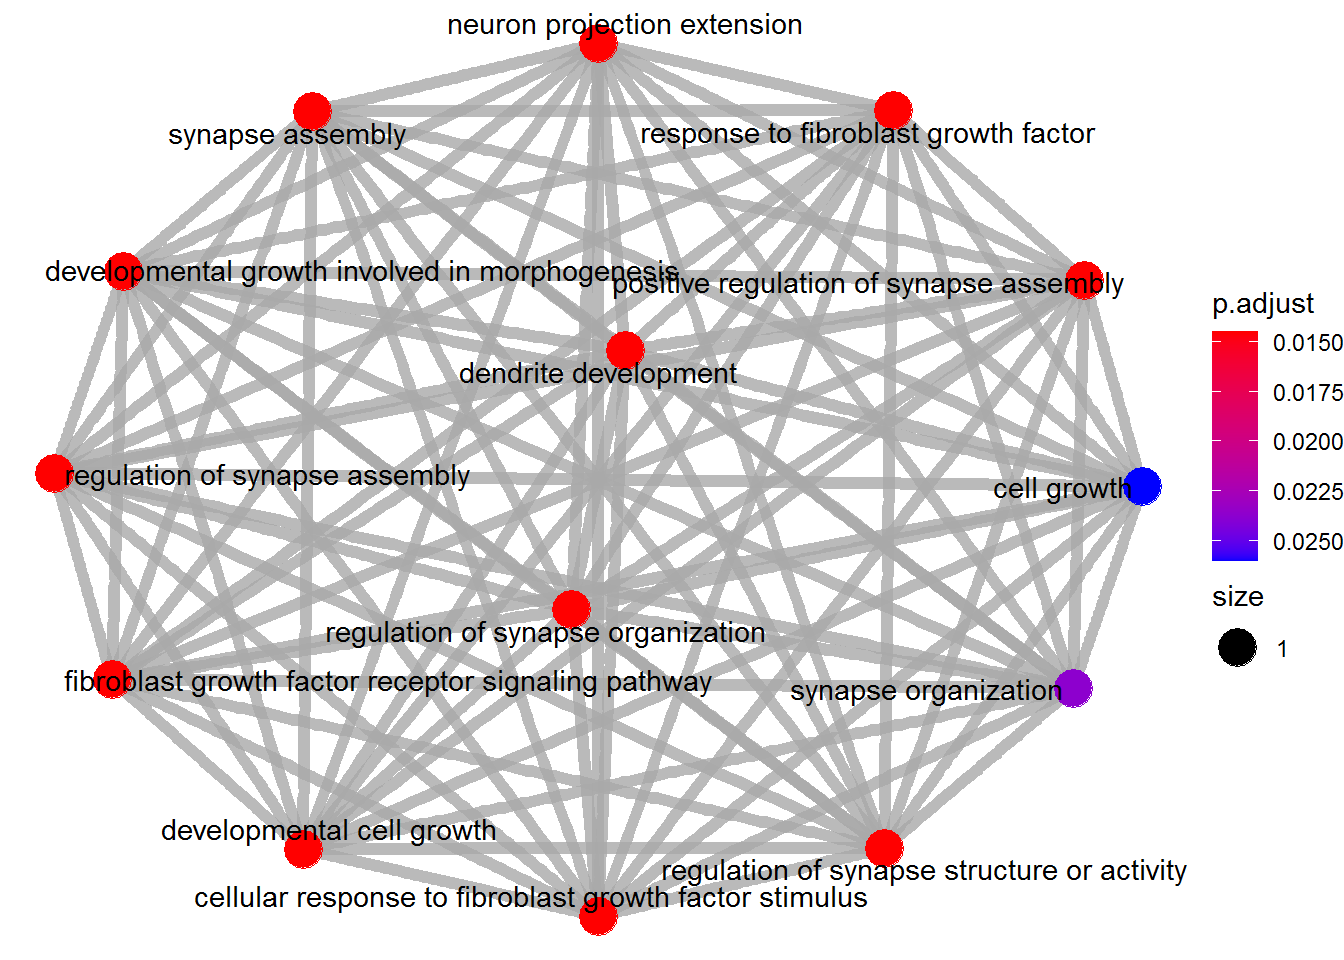 neuron projection extension
synapse assembly
response to fibroblast growth factor
developmental growth involved in morphogenesis
positive regulation of synapse assembly
dendrite development
regulation of synapse assembly
cell growth
regulation of synapse organization
fibroblast growth factor receptor signaling pathway
synapse organization
developmental cell growth
regulation of synapse structure or activity
cellular response to fibroblast growth factor stimulus
p.adjust
0.0150
0.0175
0.0200
0.0225
0.0250
size
1